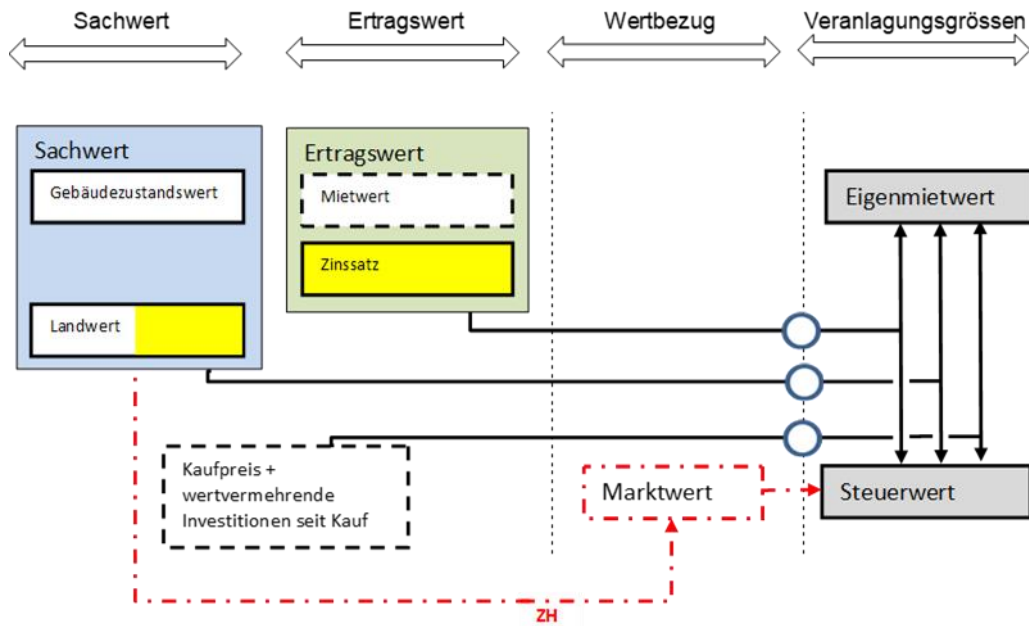 Sachwert
Ertragswert
Wertbezug
Veranlagungsgrössen
Sachwert
Gebäudezustandswert
Landwert
Ertragswert
Mietwert
Zinssatz
Eigenmietwert
Kaufpreis +
wertvermehrende
Investitionen seit Kauf
Marktwert
Steuerwert
ZH